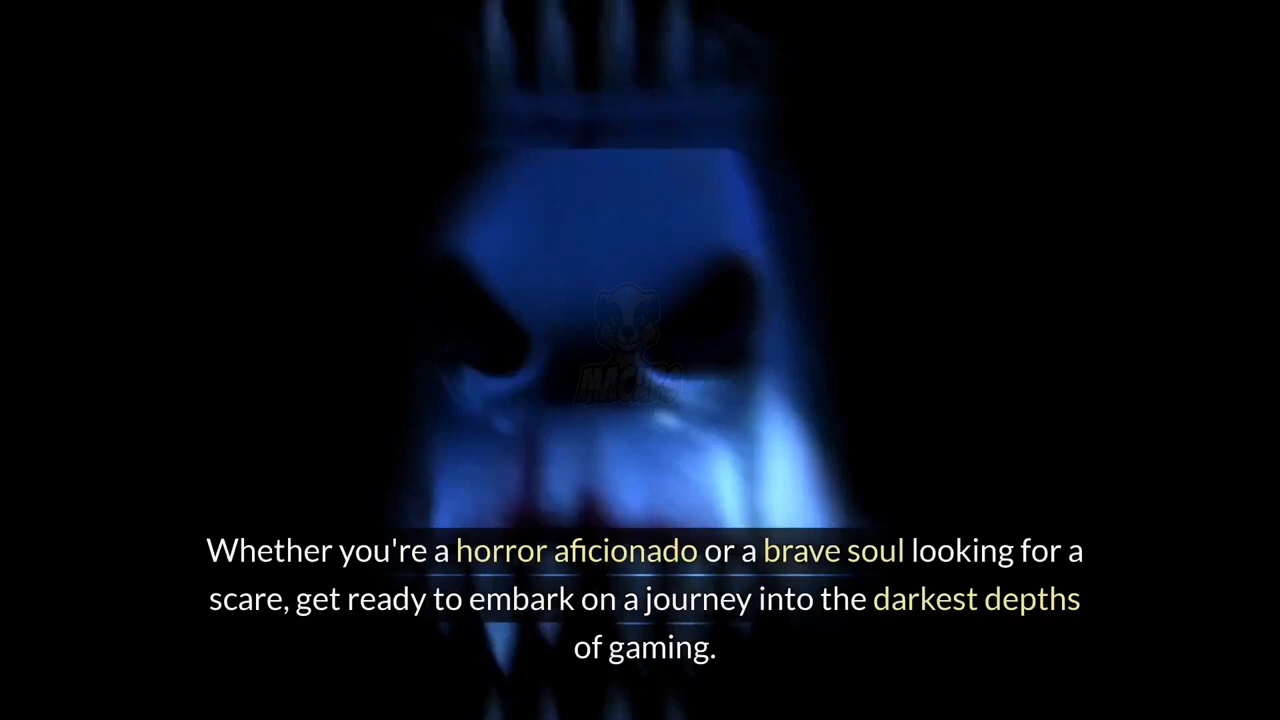 MACAPS
Whether you're a horror aficionado or a brave soul looking for a
scare, get ready to embark on a journey into the darkest depths
of gaming.